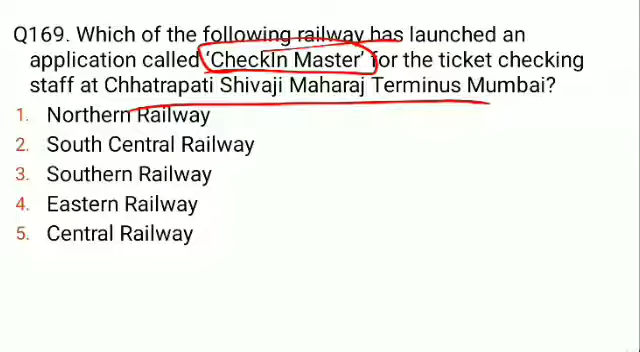 Q169. Which of the following railway has launched an
application called 'CheckIn Master' for the ticket checking
staff at Chhatrapati Shivaji Maharaj Terminus Mumbai?
1. Northern Railway
2. South Central Railway
3. Southern Railway
4. Eastern Railway
5. Central Railway